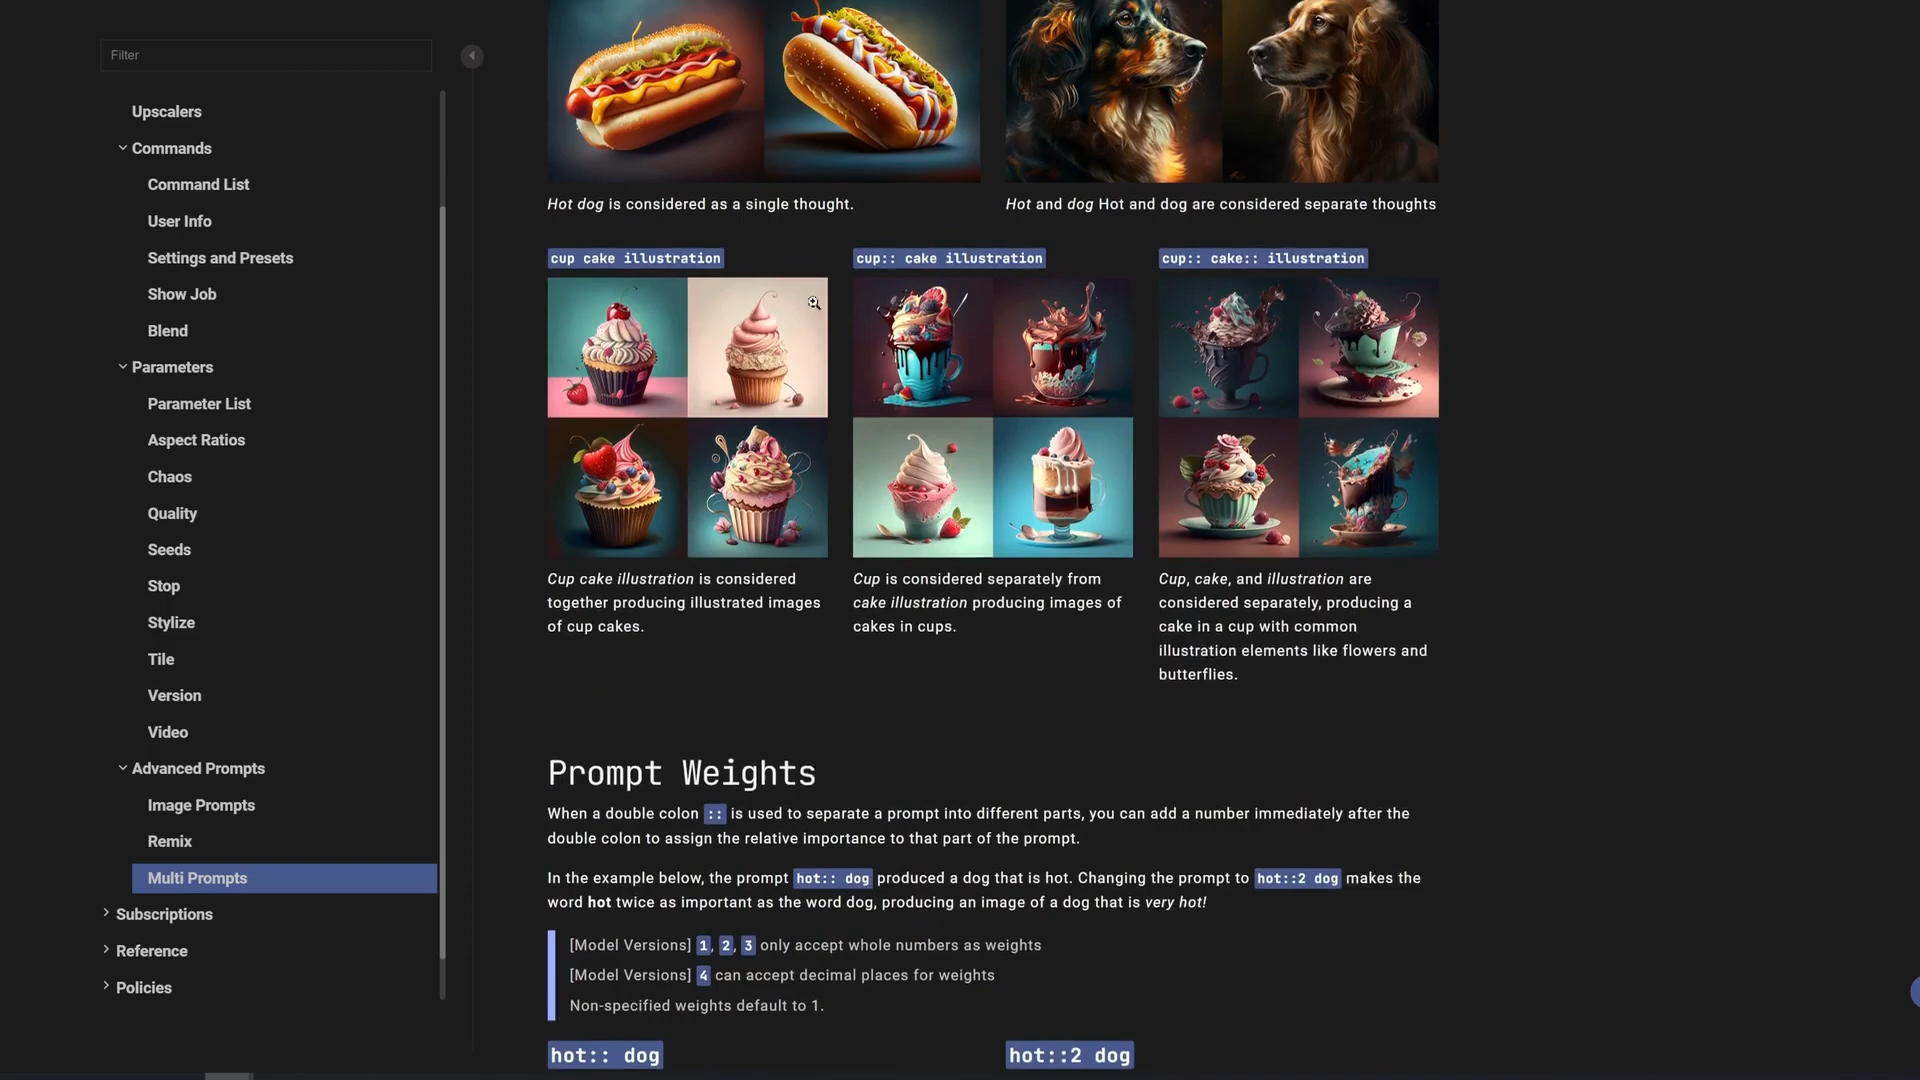 Filter
Upscalers
Commands
Command List
User Info
Settings and Presets
Show Job
Blend
Parameters
Parameter List
Aspect Ratios
Chaos
Quality
Seeds
Stop
Stylize
Tile
Version
Video
Advanced Prompts
Image Prompts
Remix
Multi Prompts
Subscriptions
Reference
Policies
Hot dog is considered as a single thought.
Hot and dog Hot and dog are considered separate thoughts
cup cake illustration
Cup cake illustration is considered
together producing illustrated images
of cup cakes.
cup:: cake illustration
Cup is considered separately from
cake illustration producing images of
cakes in cups.
cup:: cake:: illustration
Cup, cake, and illustration are
considered separately, producing a
cake in a cup with common
illustration elements like flowers and
butterflies.
Prompt Weights
When a double colon :: is used to separate a prompt into different parts, you can add a number immediately after the
double colon to assign the relative importance to that part of the prompt.
In the example below, the prompt hot:: dog produced a dog that is hot. Changing the prompt to hot::2 dog makes the
word hot twice as important as the word dog, producing an image of a dog that is very hot!
[Model Versions] 1, 2, 3 only accept whole numbers as weights
[Model Versions] 4 can accept decimal places for weights
Non-specified weights default to 1.
hot:: dog
hot::2 dog